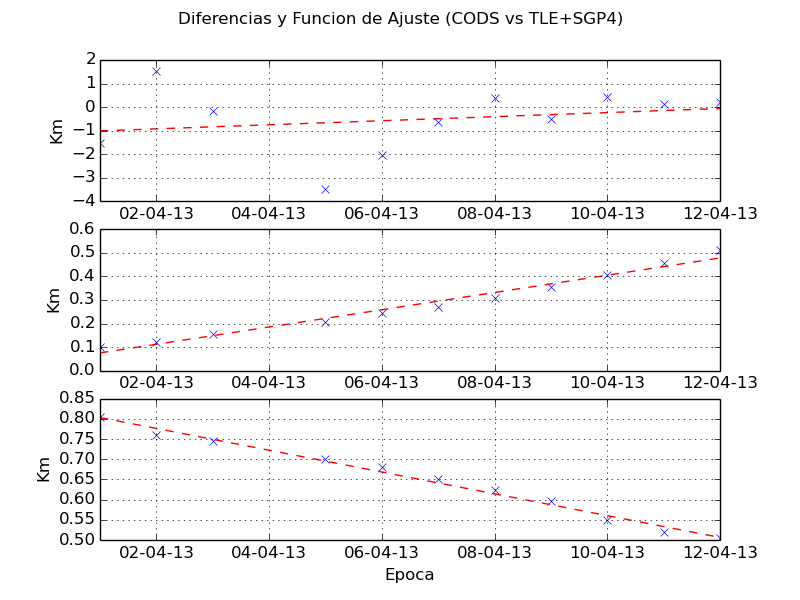 Diferencias y Funcion de Ajuste (CODS vs TLE+SGP4)
2
1
0
−1
−2
−3
−4
Km
02-04-13 04-04-13 06-04-13 08-04-13 10-04-13 12-04-13
0.6
0.5
0.4
0.3
0.2
0.1
0.0
Km
02-04-13 04-04-13 06-04-13 08-04-13 10-04-13 12-04-13
0.85
0.80
0.75
0.70
0.65
0.60
0.55
0.50
Km
02-04-13 04-04-13 06-04-13 08-04-13 10-04-13 12-04-13
Epoca